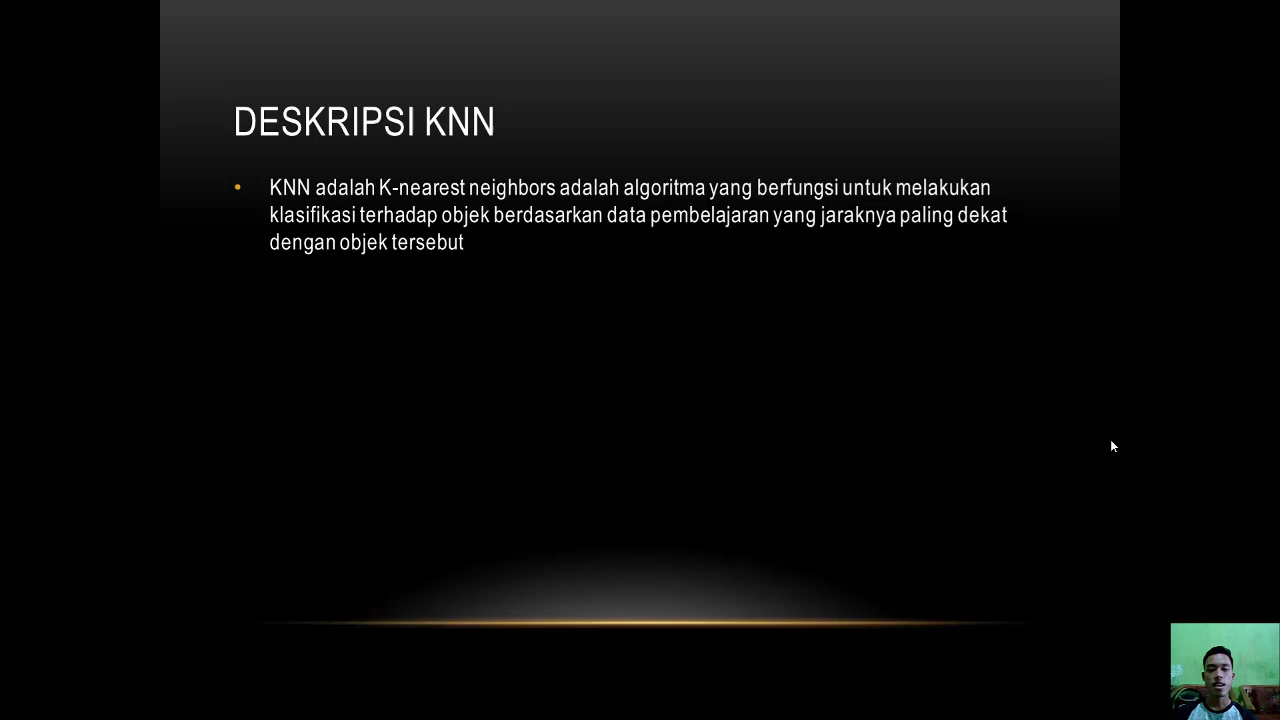 DESKRIPSI KNN
• KNN adalah K-nearest neighbors adalah algoritma yang berfungsi untuk melakukan
klasifikasi terhadap objek berdasarkan data pembelajaran yang jaraknya paling dekat
dengan objek tersebut